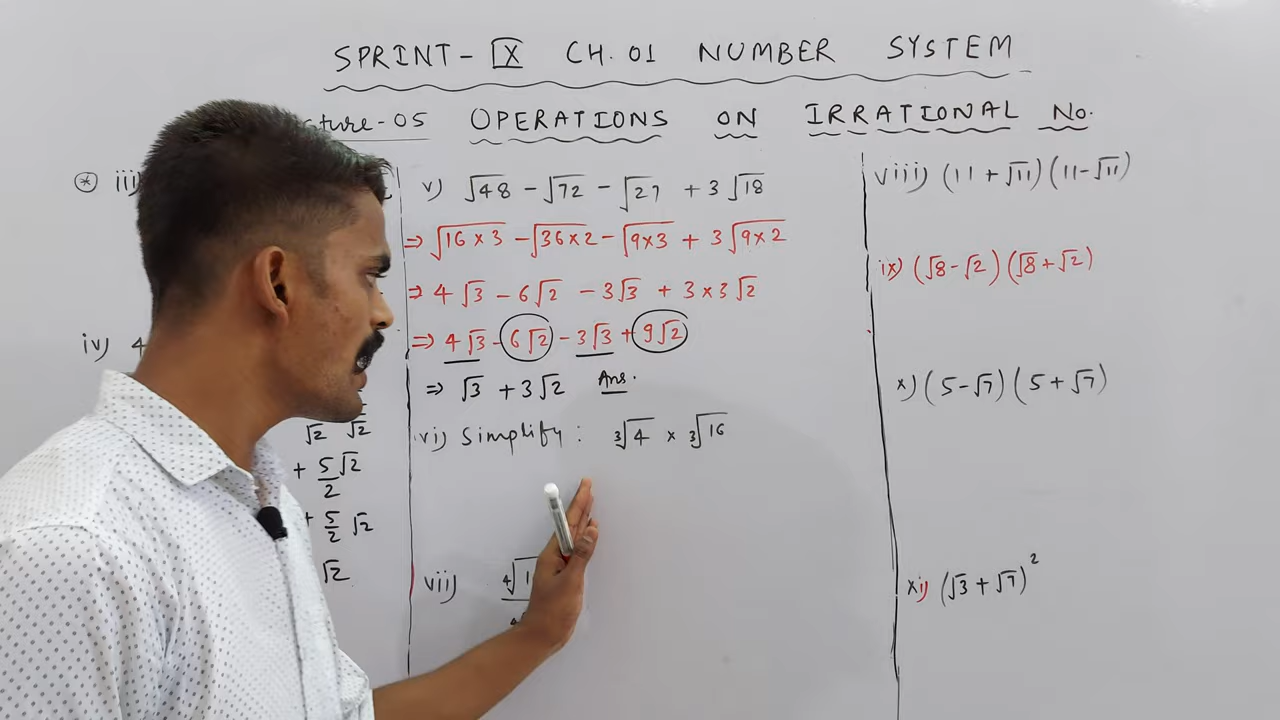 SPRINT-IX CH.01 NUMBER SYSTEM
cture-05 OPERATIONS ON IRRATIONAL No.
* iii)
iv) 4
√2 √2
+ 5/2 √2
+ 5/2 √2
√2
v) √48 - √72 - √27 + 3√18
⇒ √16×3 - √36×2 - √9×3 + 3√9×2
⇒ 4√3 - 6√2 - 3√3 + 3×3√2
⇒ 4√3 - 6√2 - 3√3 + 9√2
⇒ √3 + 3√2 Ans.
vi) Simplify : ∛4 × ∛16
vii) ∜1
viii) (11 + √11) (11-√11)
ix) (√8-√2) (√8+√2)
x) (5-√7) (5+√7)
xi) (√3+√7)²